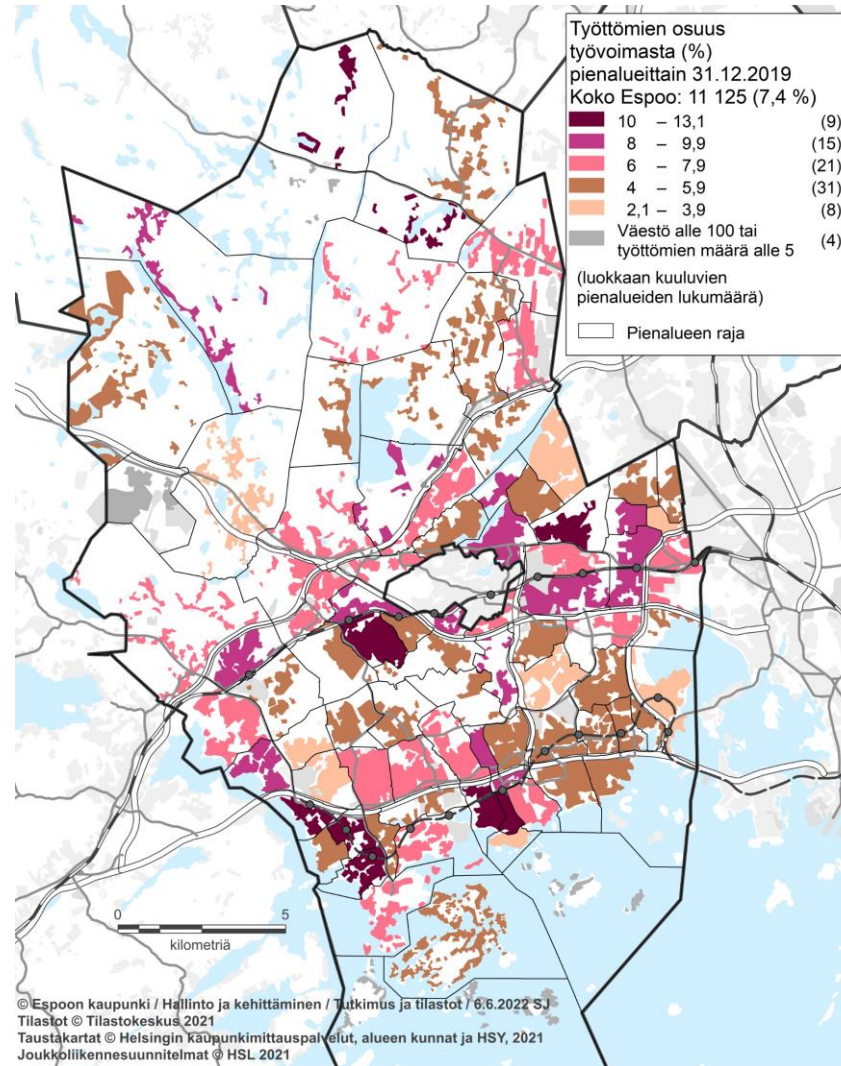 Työttömien osuus
työvoimasta (%)
pienalueittain 31.12.2019
Koko Espoo: 11 125 (7,4 %)
10 – 13,1 (9)
8 – 9,9 (15)
6 – 7,9 (21)
4 – 5,9 (31)
2,1 – 3,9 (8)
Väestö alle 100 tai
työttömien määrä alle 5 (4)
(luokkaan kuuluvien
pienalueiden lukumäärä)
Pienalueen raja
0 5
kilometriä
© Espoon kaupunki / Hallinto ja kehittäminen / Tutkimus ja tilastot / 6.6.2022 SJ
Tilastot © Tilastokeskus 2021
Taustakartat © Helsingin kaupunkimittauspalvelut, alueen kunnat ja HSY, 2021
Joukkoliikennesuunnitelmat © HSL 2021